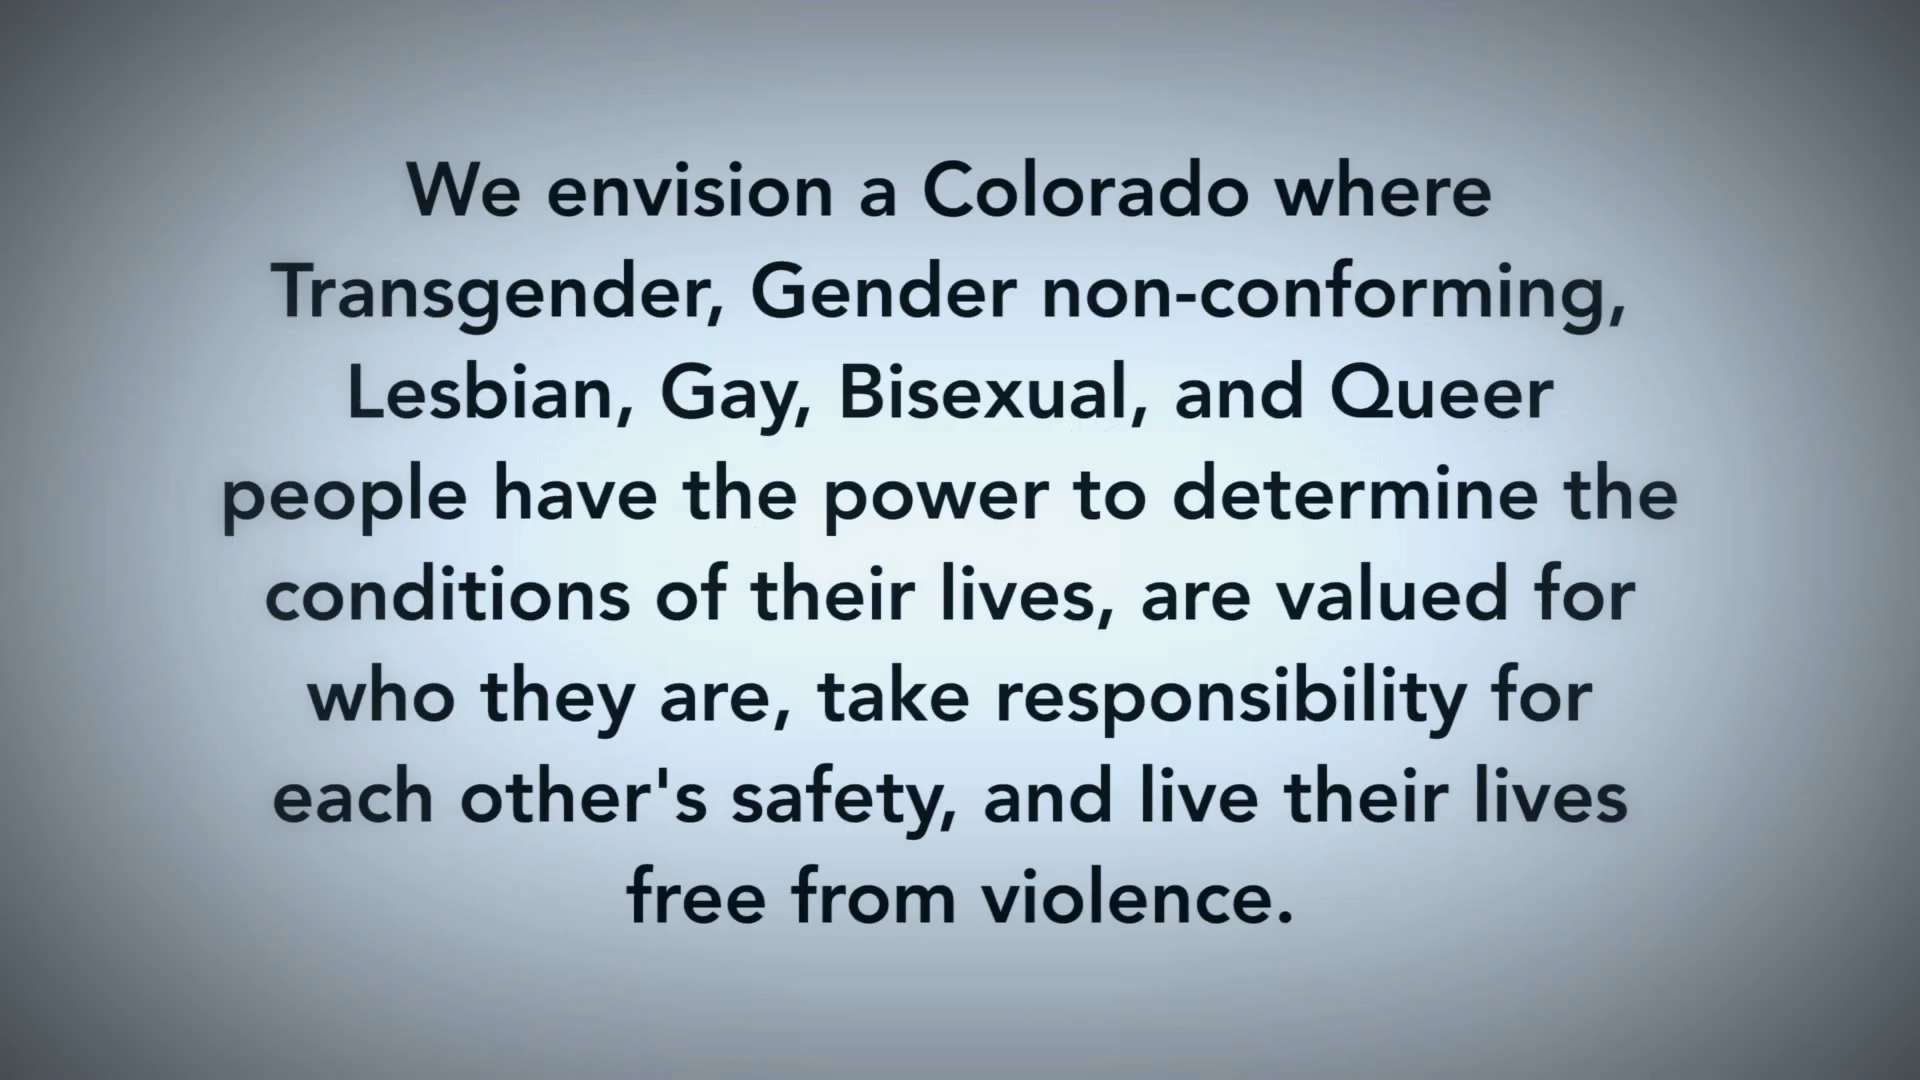 We envision a Colorado where
Transgender, Gender non-conforming,
Lesbian, Gay, Bisexual, and Queer
people have the power to determine the
conditions of their lives, are valued for
who they are, take responsibility for
each other's safety, and live their lives
free from violence.